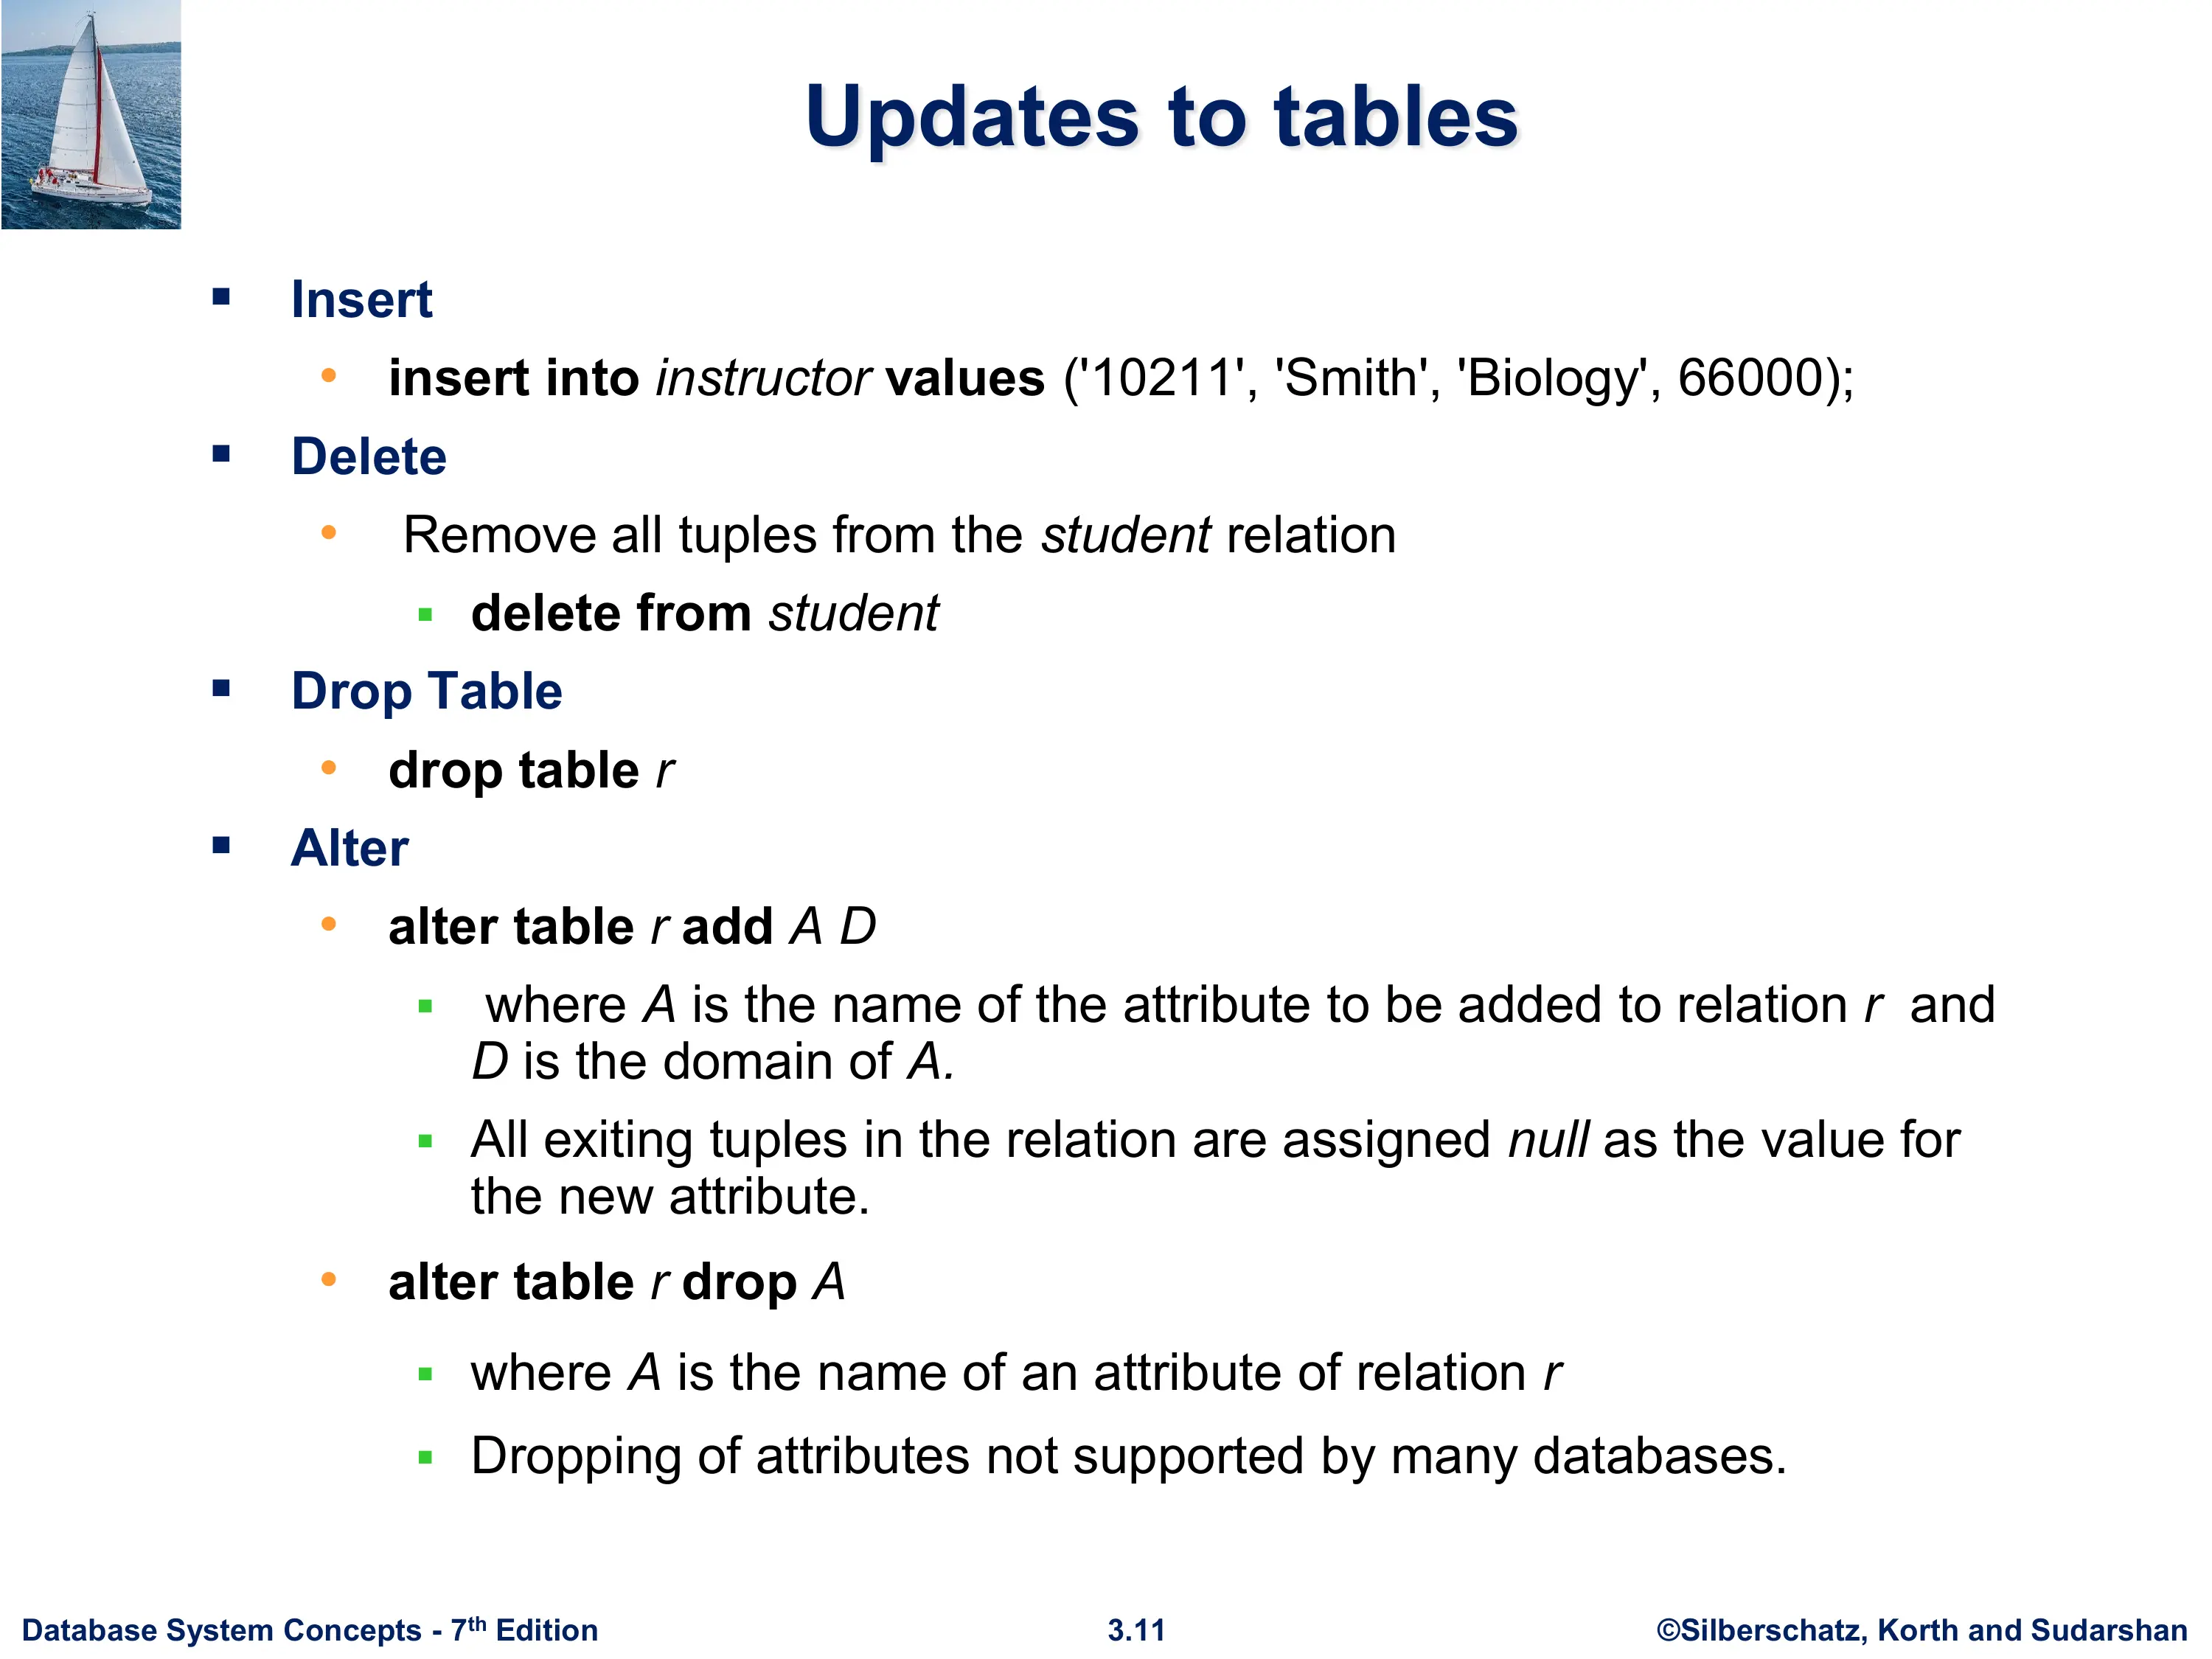 Updates to tables
Insert
insert into instructor values ('10211', 'Smith', 'Biology', 66000);
Delete
Remove all tuples from the student relation
delete from student
Drop Table
drop table r
Alter
alter table r add A D
where A is the name of the attribute to be added to relation r and
D is the domain of A.
All exiting tuples in the relation are assigned null as the value for
the new attribute.
alter table r drop A
where A is the name of an attribute of relation r
Dropping of attributes not supported by many databases.
Database System Concepts - 7th Edition
3.11
©Silberschatz, Korth and Sudarshan